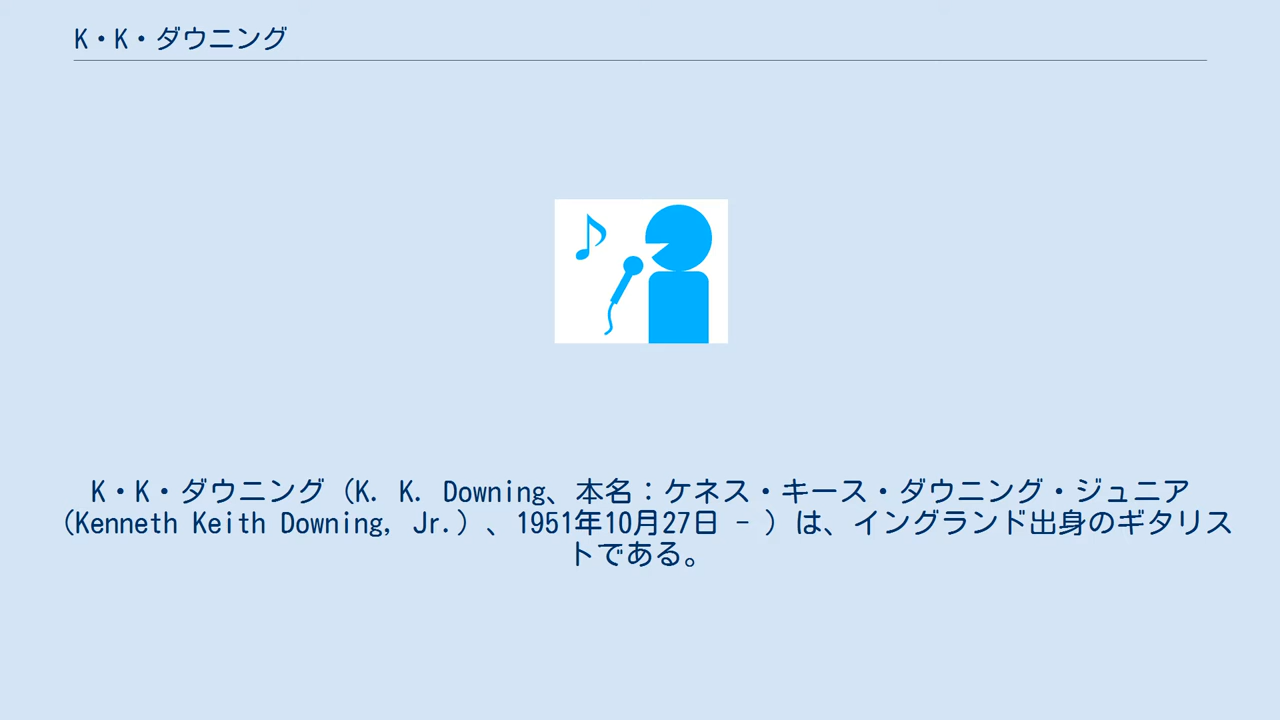 K・K・ダウニング
K・K・ダウニング（K. K. Downing、本名：ケネス・キース・ダウニング・ジュニア
（Kenneth Keith Downing, Jr.）、1951年10月27日 - ）は、イングランド出身のギタリス
トである。